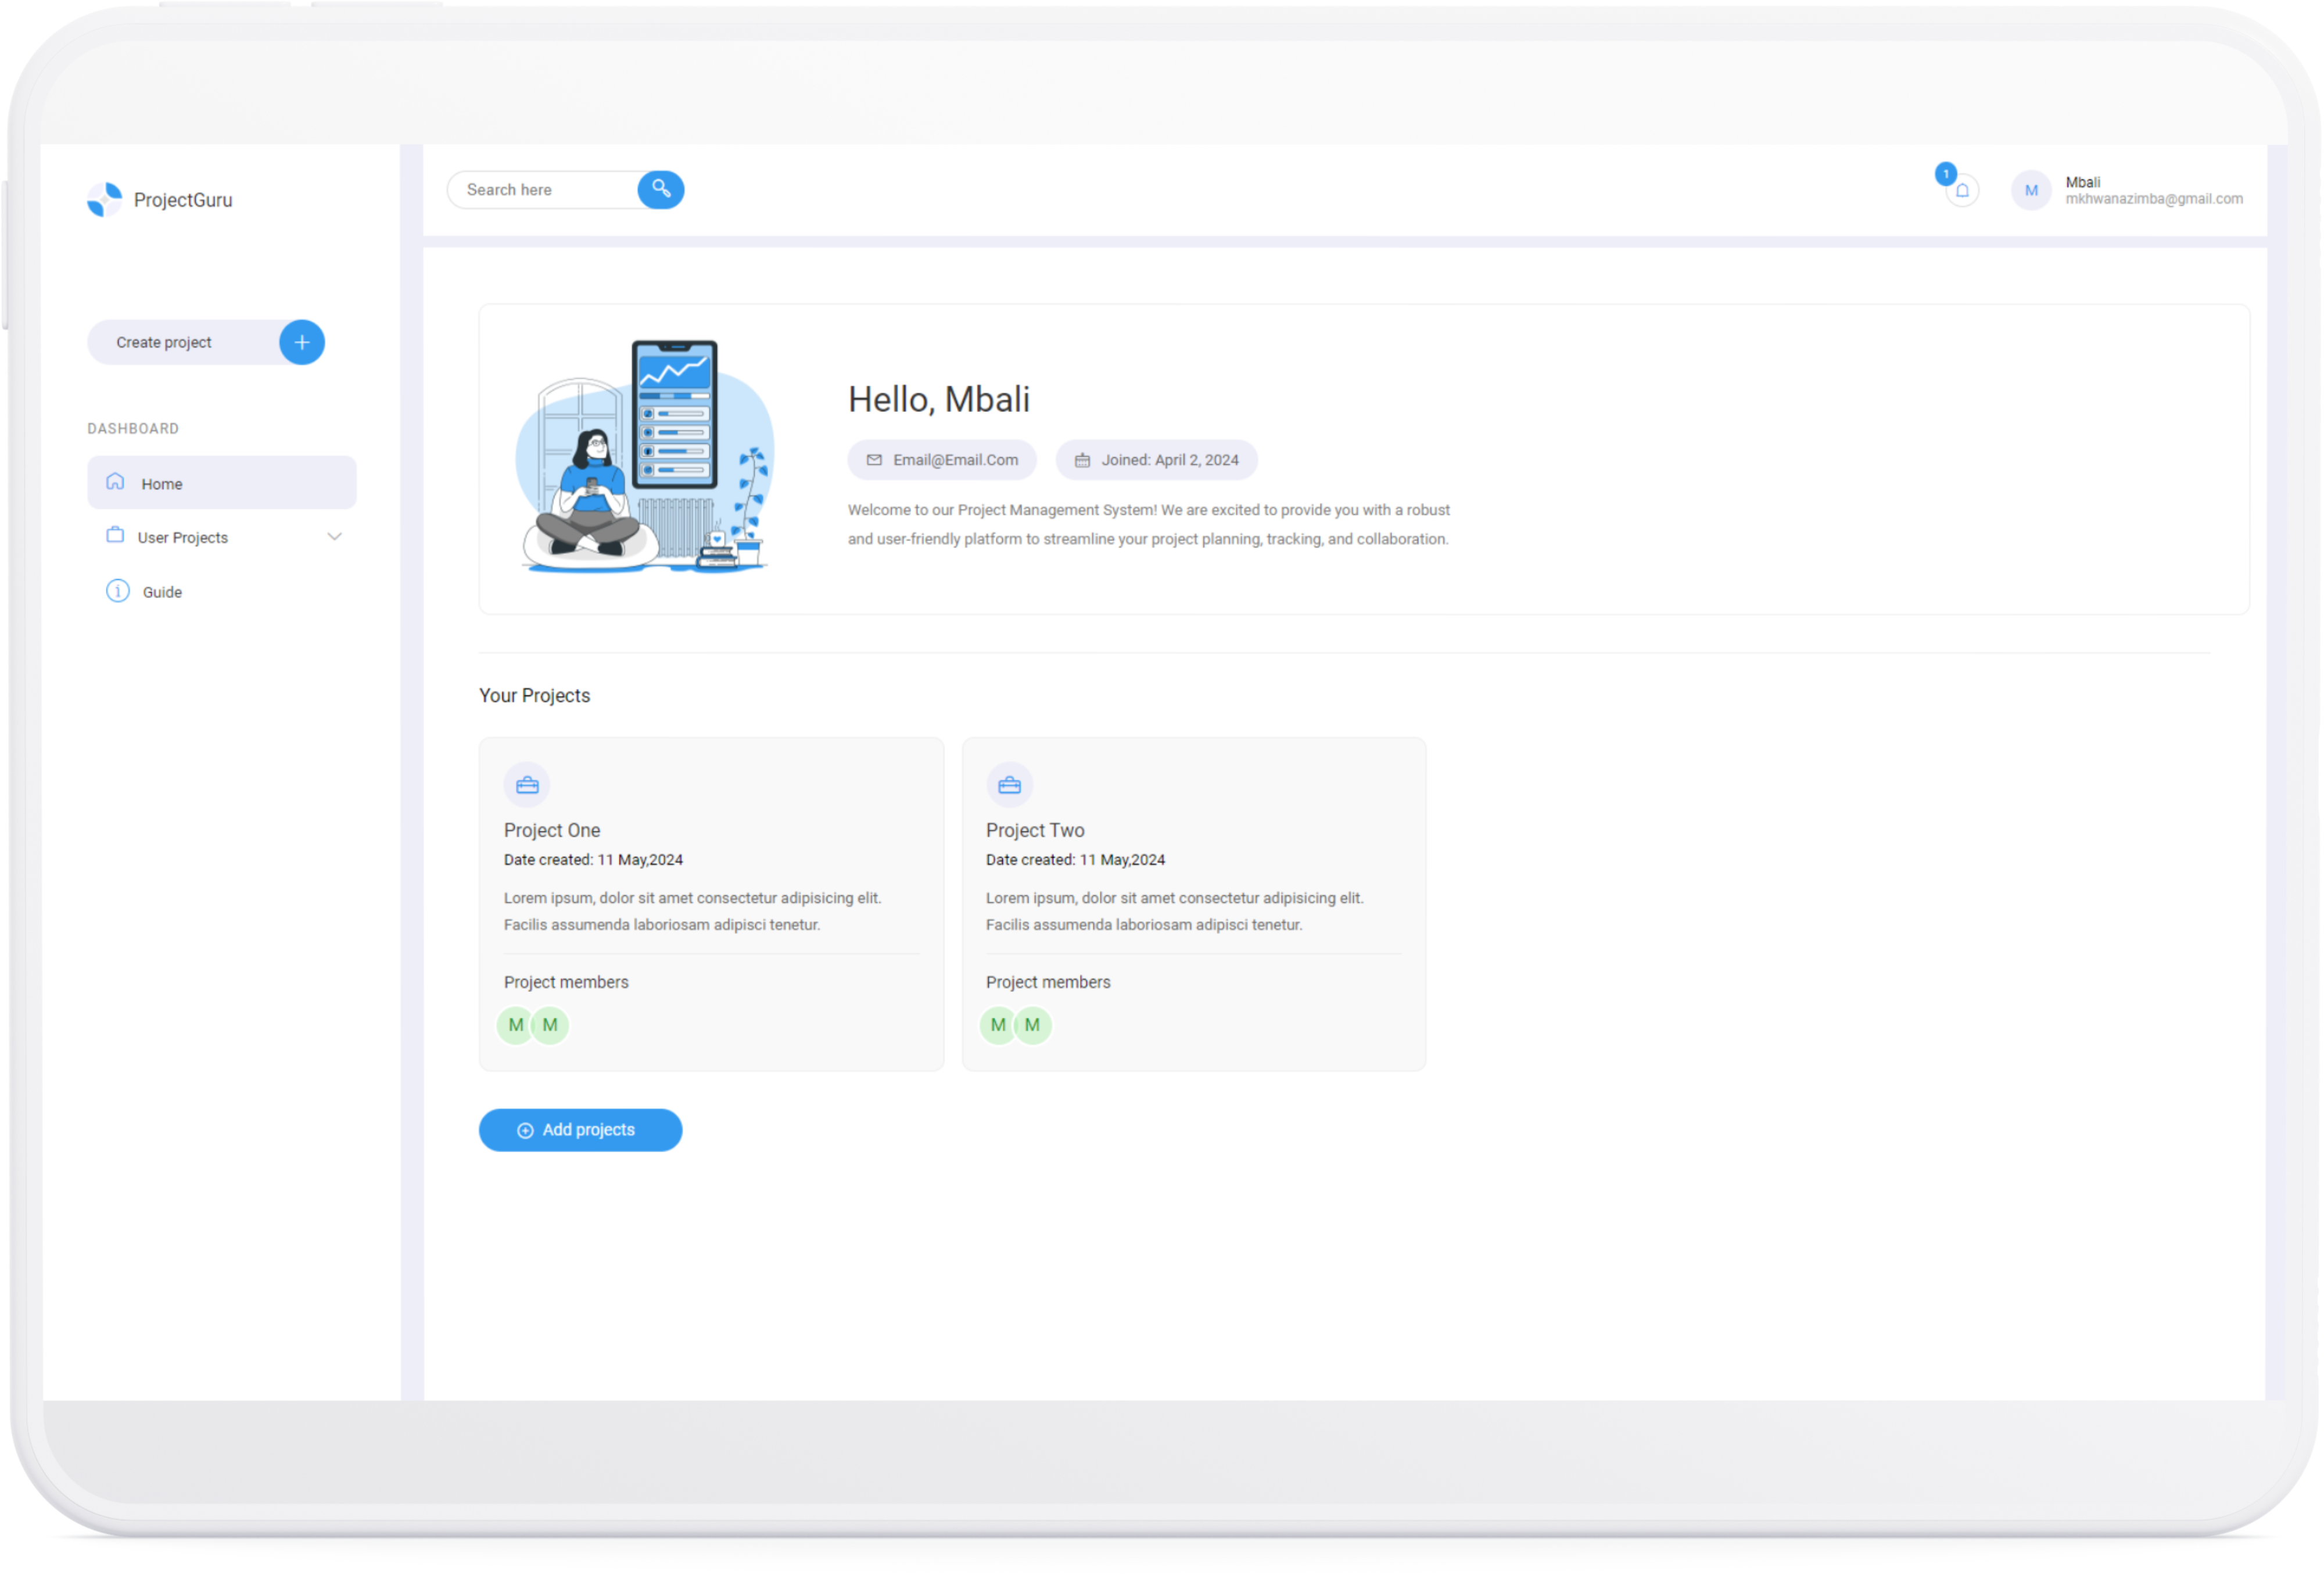 ProjectGuru
Create project
DASHBOARD
Home
User Projects
Guide
Search here
1
M
Mbali
mkhwanazimba@gmail.com
Hello, Mbali
Email@Email.Com
Joined: April 2, 2024
Welcome to our Project Management System! We are excited to provide you with a robust
and user-friendly platform to streamline your project planning, tracking, and collaboration.
Your Projects
Project One
Date created: 11 May,2024
Lorem ipsum, dolor sit amet consectetur adipisicing elit.
Facilis assumenda laboriosam adipisci tenetur.
Project members
M M
Project Two
Date created: 11 May,2024
Lorem ipsum, dolor sit amet consectetur adipisicing elit.
Facilis assumenda laboriosam adipisci tenetur.
Project members
M M
Add projects